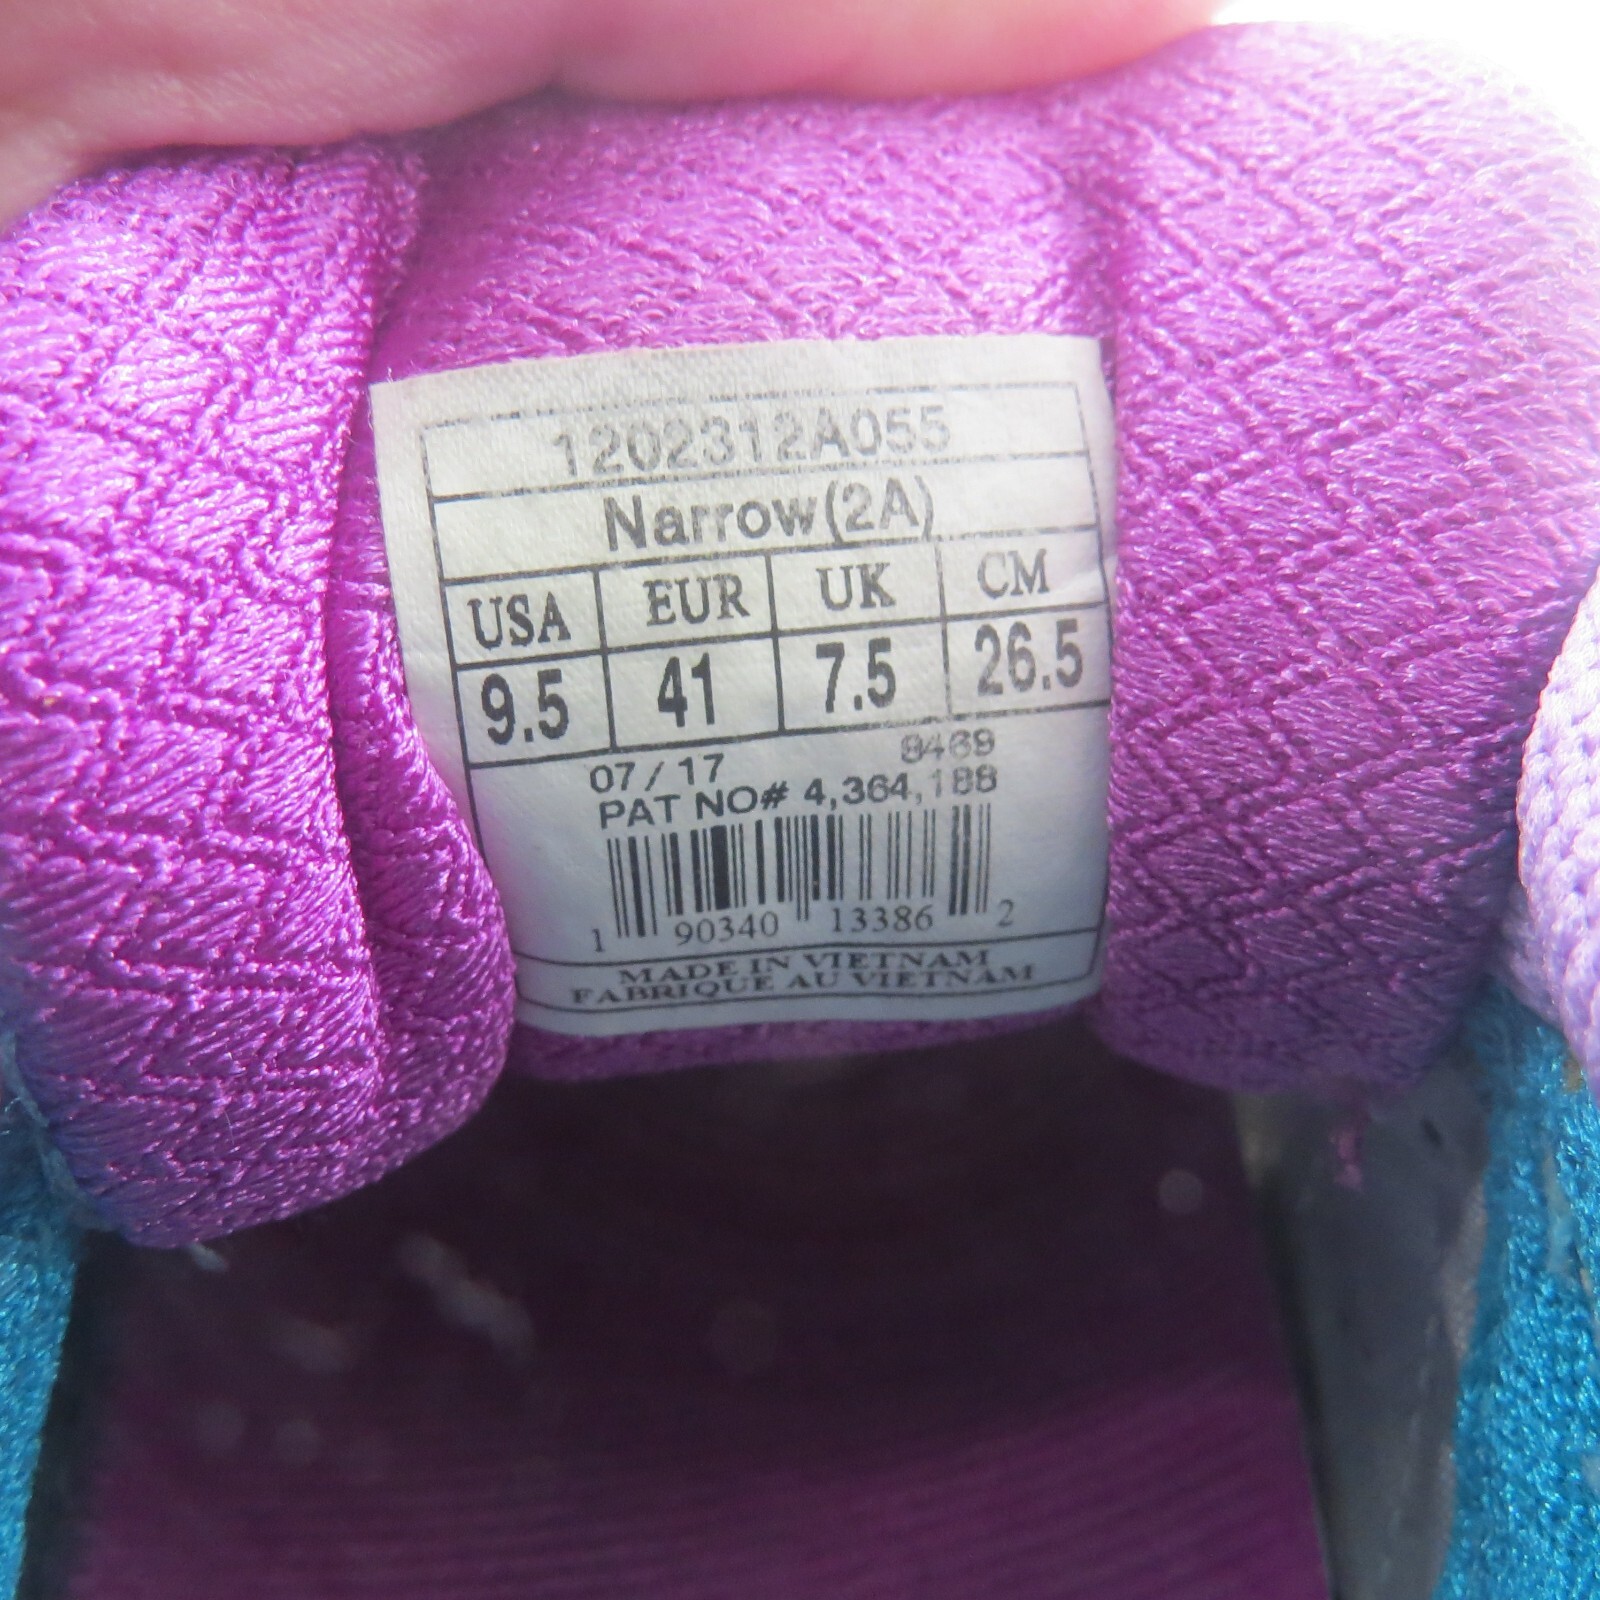 1202312A055
Narrow(2A)
USA EUR UK CM
9.5 41 7.5 26.5
07/17 8469
PAT NO# 4,364,188
1 90340 13386 2
MADE IN VIETNAM
FABRIQUE AU VIETNAM